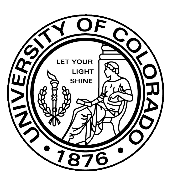 UNIVERSITY OF COLORADO
LET YOUR
LIGHT
SHINE
• 1876 •